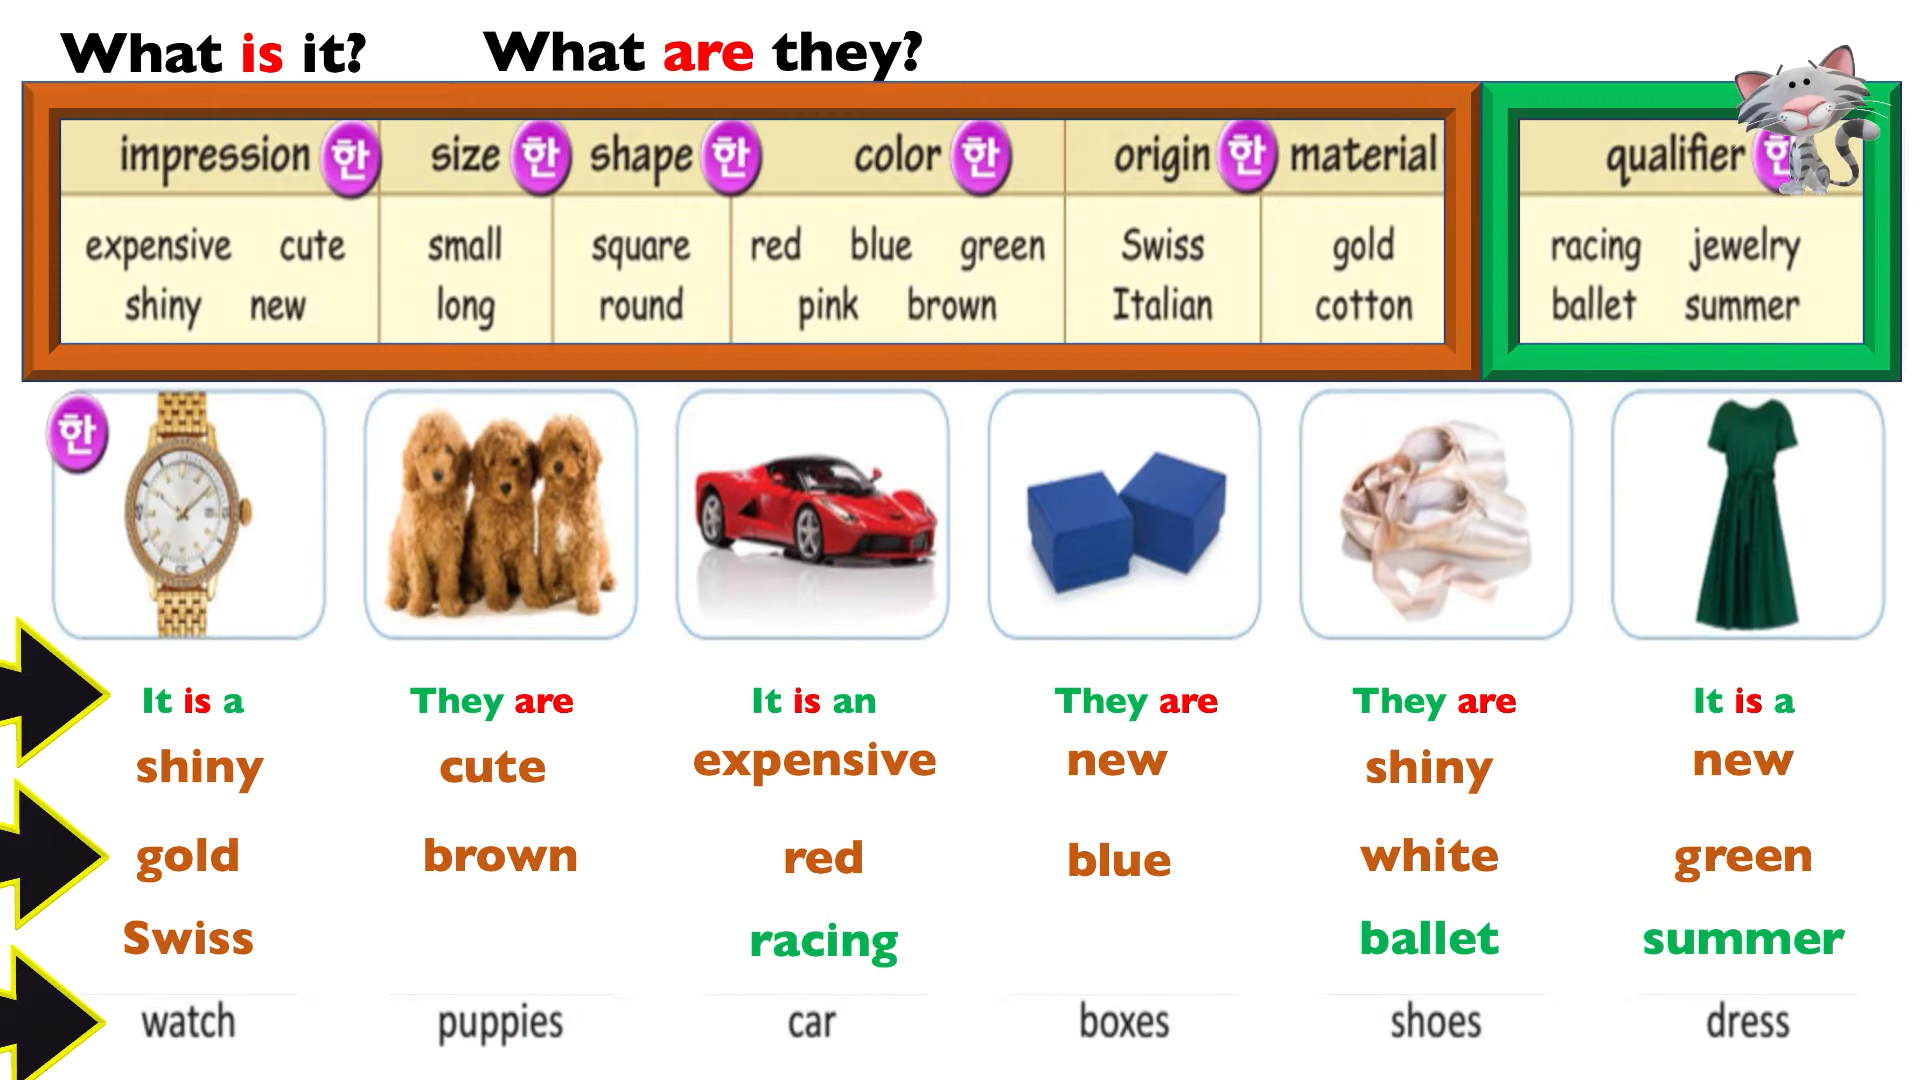 What is it? What are they?
impression 한 size 한 shape 한 color 한 origin 한 material qualifier
expensive cute small square red blue green Swiss gold racing jewelry
shiny new long round pink brown Italian cotton ballet summer
한
It is a They are It is an They are They are It is a
shiny cute expensive new shiny new
gold brown red blue white green
Swiss racing ballet summer
watch puppies car boxes shoes dress